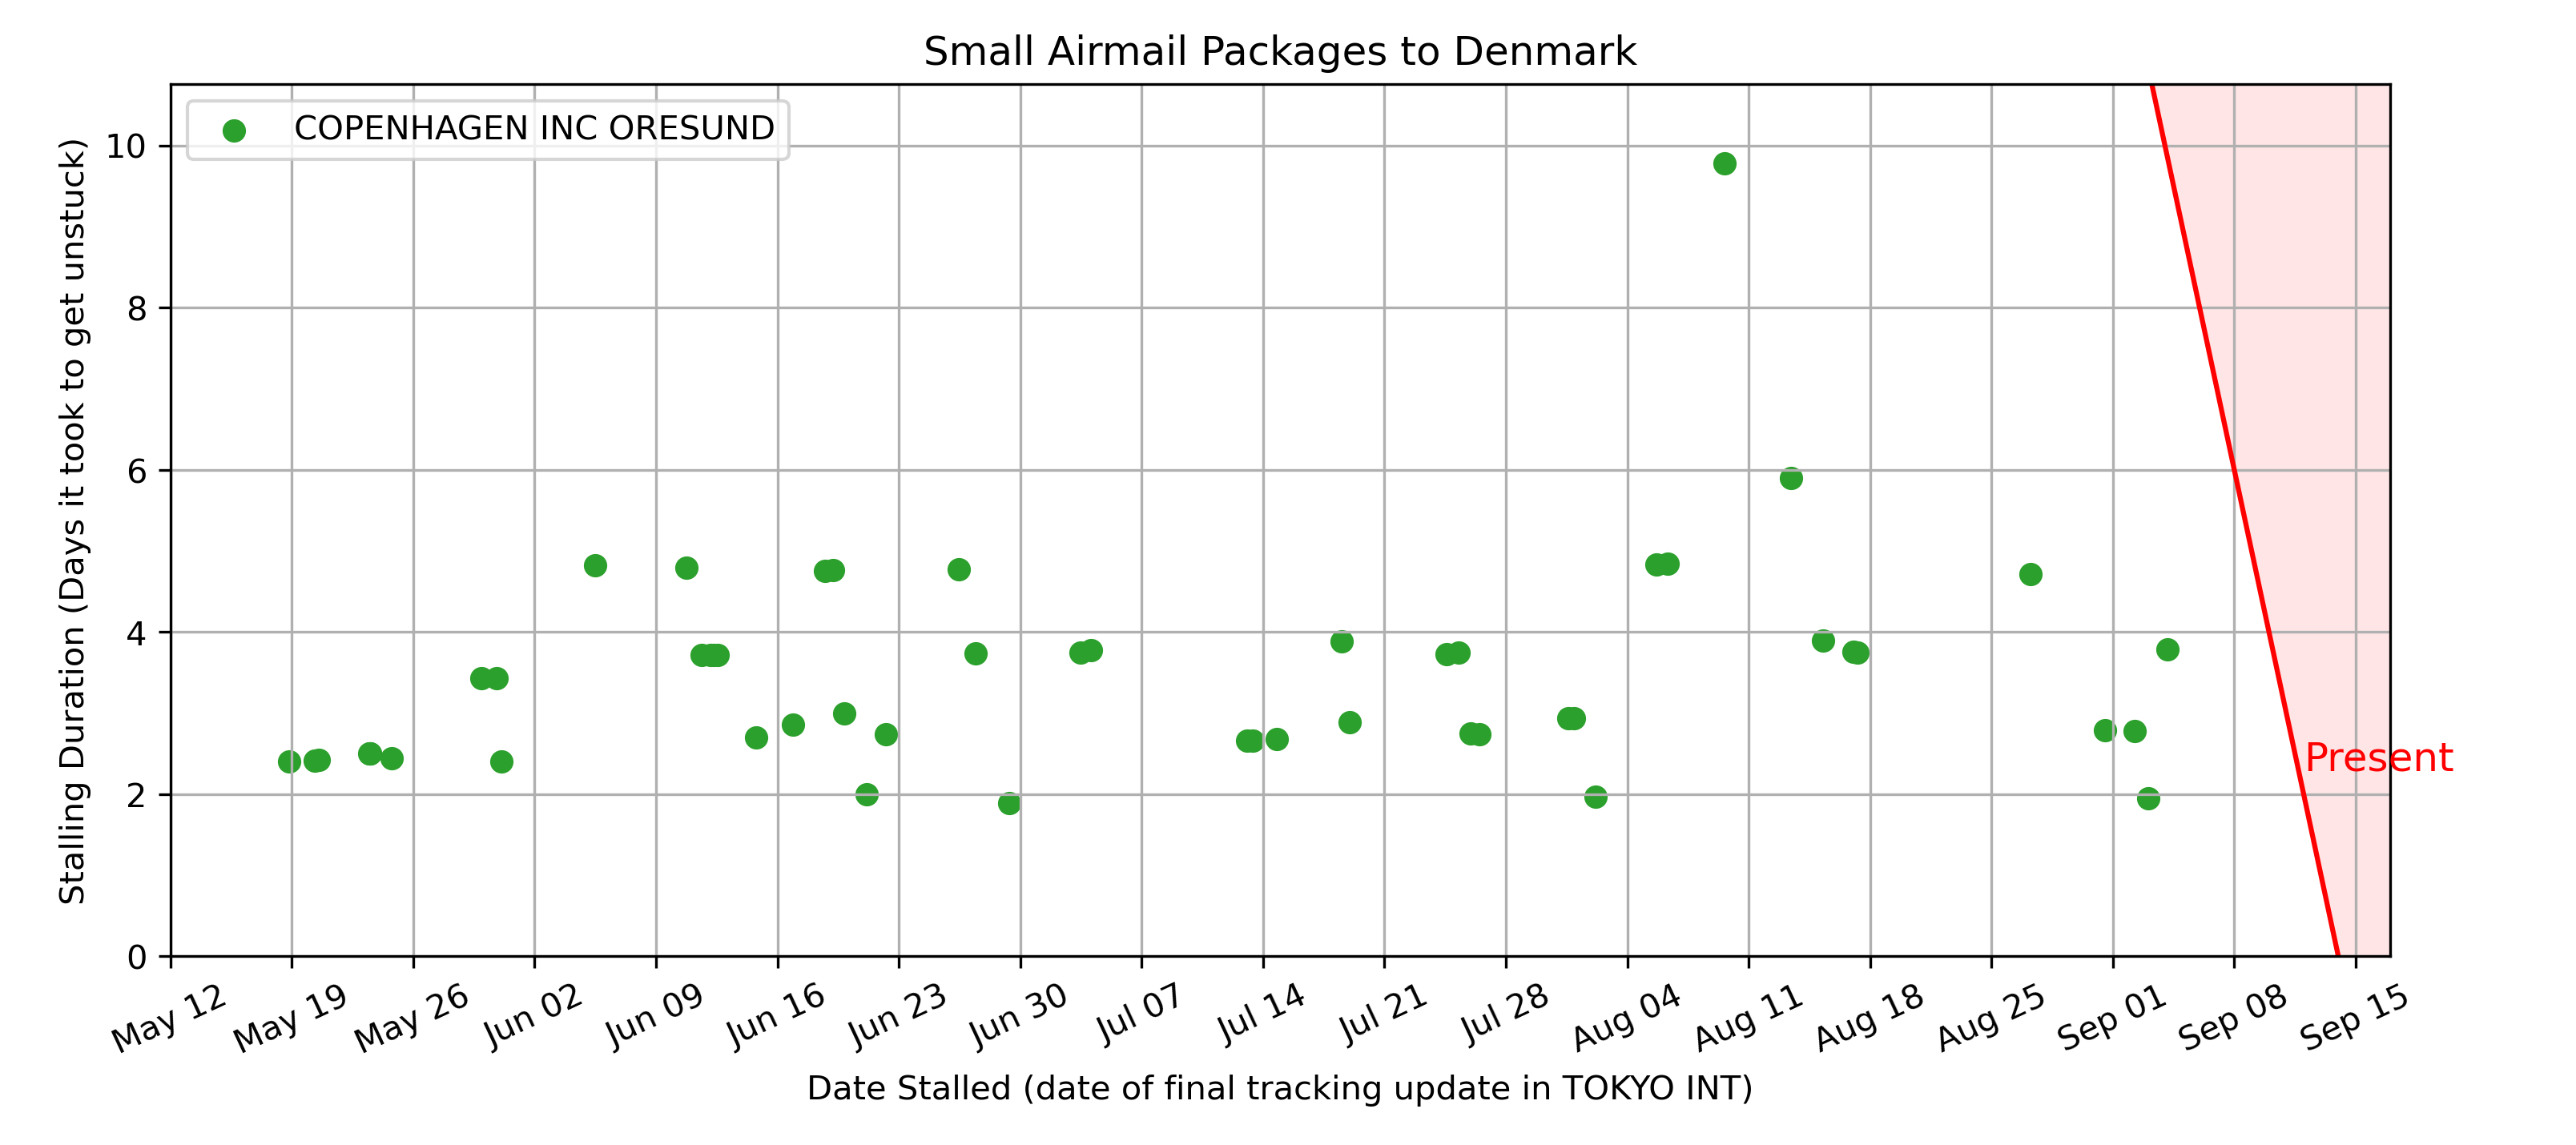 Small Airmail Packages to Denmark
COPENHAGEN INC ORESUND
Stalling Duration (Days it took to get unstuck)
10
8
6
4
2
0
Present
May 12
May 19
May 26
Jun 02
Jun 09
Jun 16
Jun 23
Jun 30
Jul 07
Jul 14
Jul 21
Jul 28
Aug 04
Aug 11
Aug 18
Aug 25
Sep 01
Sep 08
Sep 15
Date Stalled (date of final tracking update in TOKYO INT)